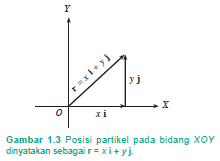 Y
r = x i + y j
y j
O
x i
X
Gambar 1.3 Posisi partikel pada bidang XOY
dinyatakan sebagai r = x i + y j.